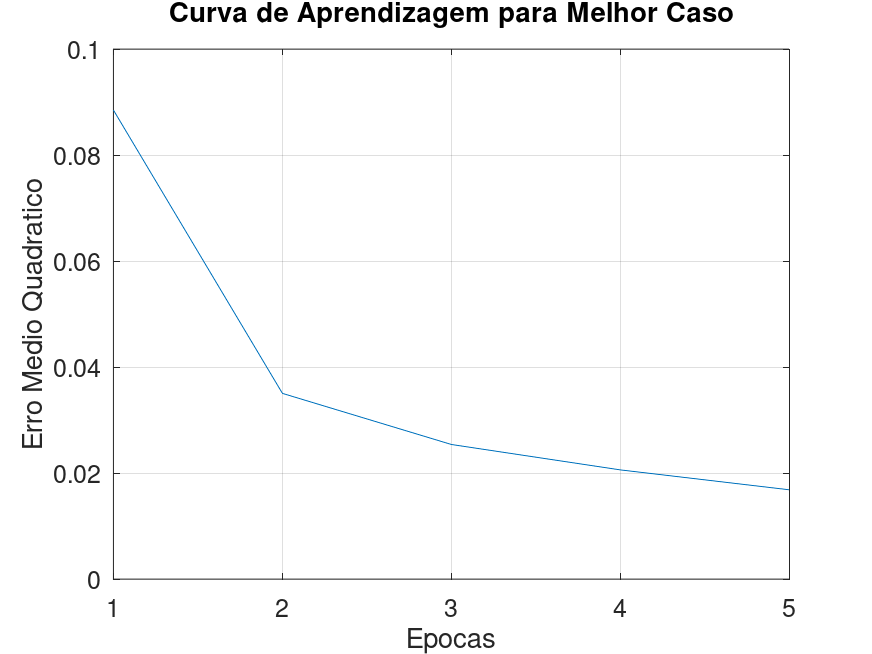 Curva de Aprendizagem para Melhor Caso
0.1
0.08
0.06
0.04
0.02
0
Erro Medio Quadratico
1 2 3 4 5
Epocas